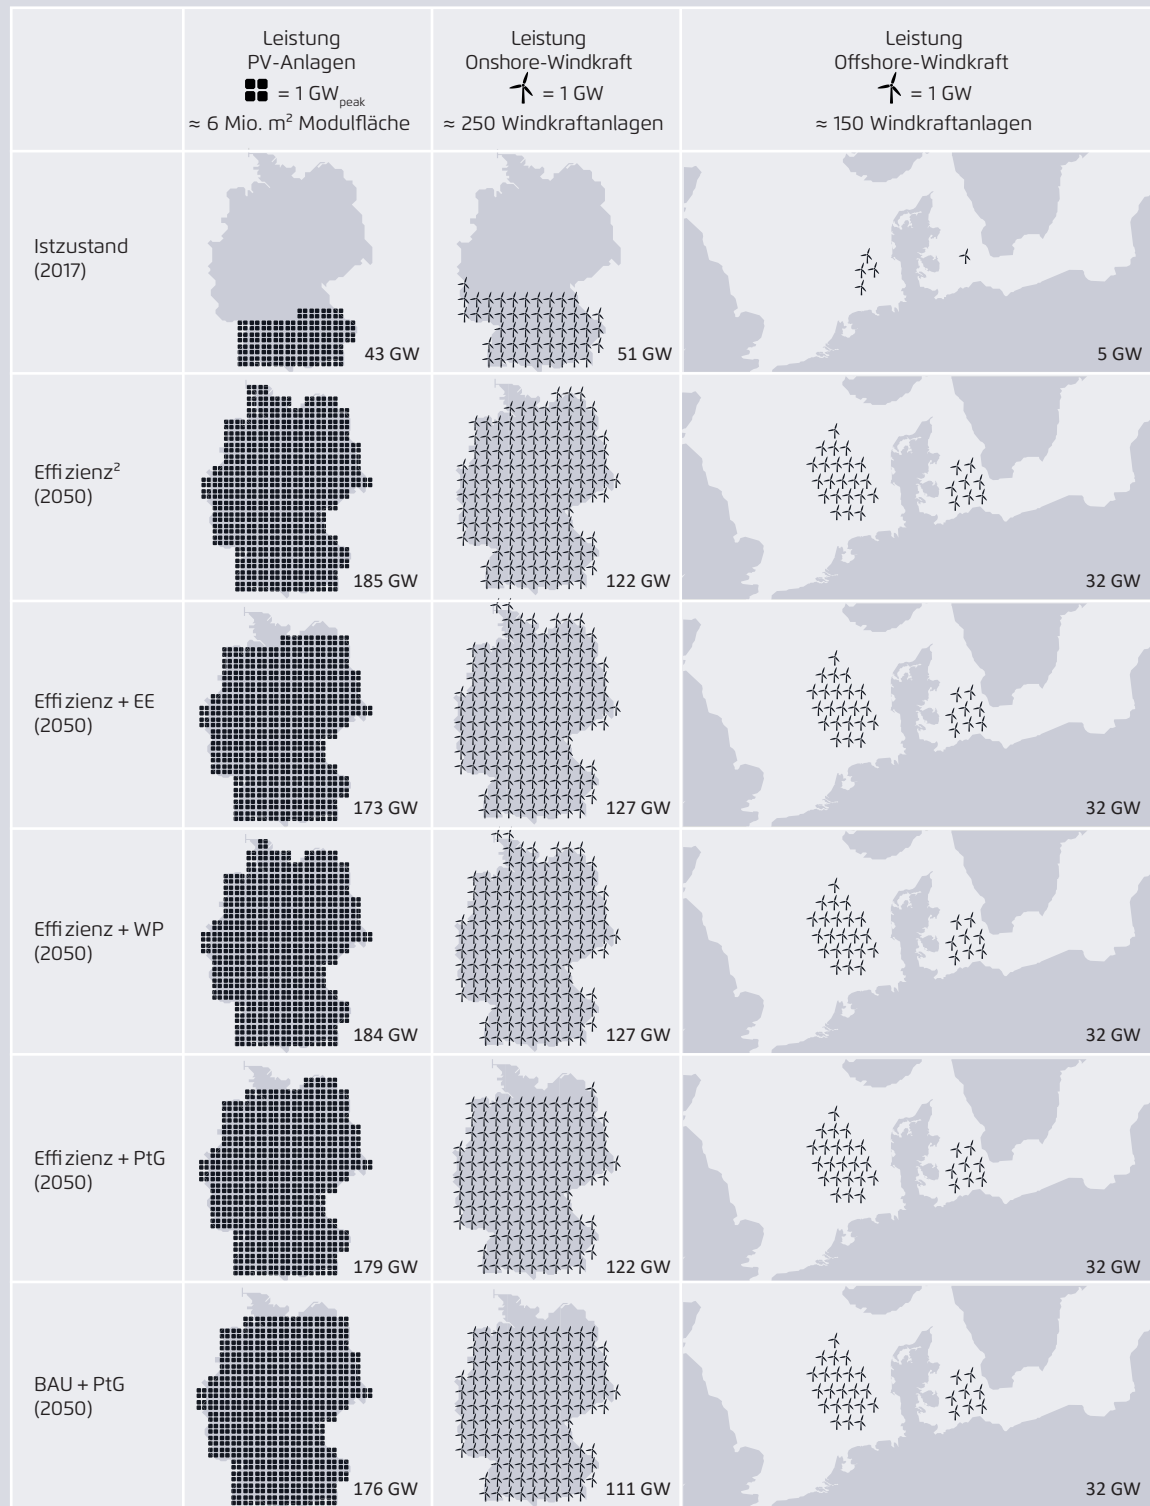 Leistung
PV-Anlagen
= 1 GWpeak
≈ 6 Mio. m² Modulfläche
Leistung
Onshore-Windkraft
= 1 GW
≈ 250 Windkraftanlagen
Leistung
Offshore-Windkraft
= 1 GW
≈ 150 Windkraftanlagen
Istzustand
(2017)
43 GW
51 GW
5 GW
Effizienz²
(2050)
185 GW
122 GW
32 GW
Effizienz + EE
(2050)
173 GW
127 GW
32 GW
Effizienz + WP
(2050)
184 GW
127 GW
32 GW
Effizienz + PtG
(2050)
179 GW
122 GW
32 GW
BAU + PtG
(2050)
176 GW
111 GW
32 GW